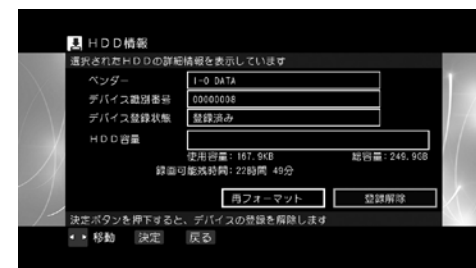 HDD情報
選択されたHDDの詳細情報を表示しています
ベンダー I-O DATA
デバイス識別番号 00000008
デバイス登録状態 登録済み
HDD容量
使用容量: 167.9KB 総容量: 249.9GB
録画可能残時間: 22時間 49分
再フォーマット 登録解除
決定ボタンを押下すると、デバイスの登録を解除します
移動 決定 戻る